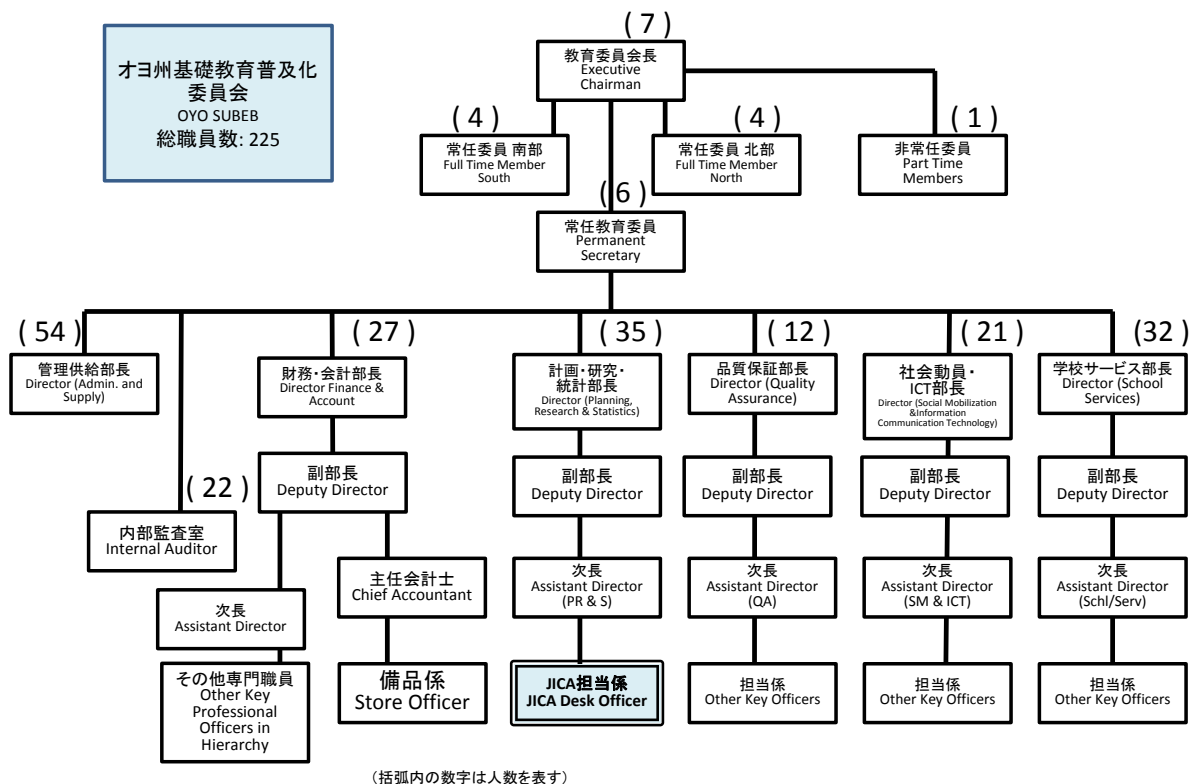 オヨ州基礎教育普及化
委員会
OYO SUBEB
総職員数: 225
( 7 )
教育委員会長
Executive
Chairman
( 4 )
常任委員 南部
Full Time Member
South
( 4 )
常任委員 北部
Full Time Member
North
( 1 )
非常任委員
Part Time
Members
( 6 )
常任教育委員
Permanent
Secretary
( 54 )
管理供給部長
Director (Admin. and
Supply)
( 22 )
内部監査室
Internal Auditor
( 27 )
財務・会計部長
Director Finance &
Account
副部長
Deputy Director
次長
Assistant Director
その他専門職員
Other Key
Professional
Officers in
Hierarchy
主任会計士
Chief Accountant
備品係
Store Officer
( 35 )
計画・研究・
統計部長
Director (Planning,
Research & Statistics)
副部長
Deputy Director
次長
Assistant Director
(PR & S)
JICA担当係
JICA Desk Officer
( 12 )
品質保証部長
Director (Quality
Assurance)
副部長
Deputy Director
次長
Assistant Director
(QA)
担当係
Other Key Officers
( 21 )
社会動員・
ICT部長
Director (Social Mobilization
&Information
Communication Technology)
副部長
Deputy Director
次長
Assistant Director
(SM & ICT)
担当係
Other Key Officers
(32)
学校サービス部長
Director (School
Services)
副部長
Deputy Director
次長
Assistant Director
(Schl/Serv)
担当係
Other Key Officers
(括弧内の数字は人数を表す)